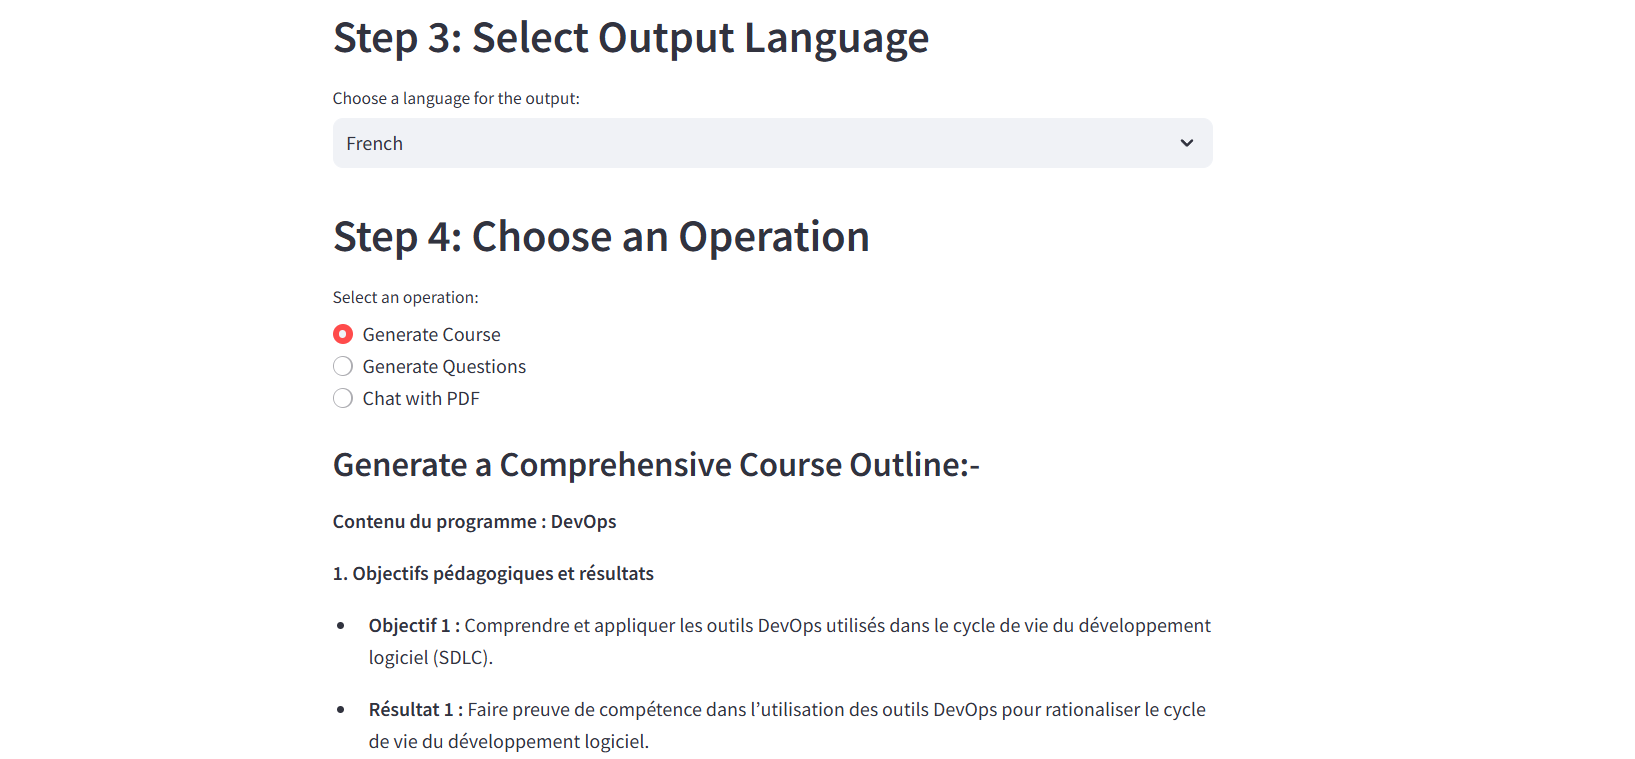 Step 3: Select Output Language
Choose a language for the output:
French
Step 4: Choose an Operation
Select an operation:
Generate Course
Generate Questions
Chat with PDF
Generate a Comprehensive Course Outline:-
Contenu du programme : DevOps
1. Objectifs pédagogiques et résultats
• Objectif 1 : Comprendre et appliquer les outils DevOps utilisés dans le cycle de vie du développement
logiciel (SDLC).
• Résultat 1 : Faire preuve de compétence dans l’utilisation des outils DevOps pour rationaliser le cycle
de vie du développement logiciel.